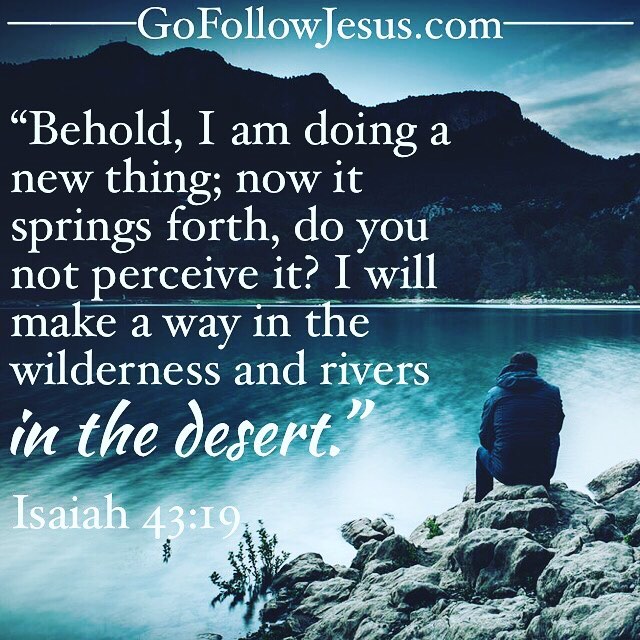 GoFollowJesus.com
“Behold, I am doing a
new thing; now it
springs forth, do you
not perceive it? I will
make a way in the
wilderness and rivers
in the desert.”
Isaiah 43:19